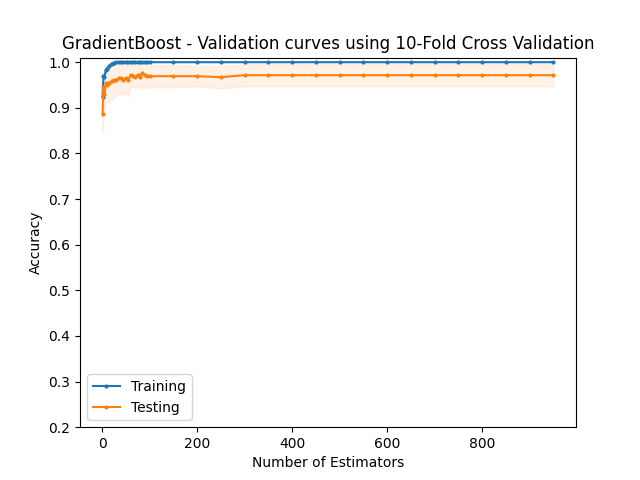 GradientBoost - Validation curves using 10-Fold Cross Validation
1.0
0.9
0.8
0.7
0.6
0.5
0.4
0.3
0.2
Accuracy
Training
Testing
0 200 400 600 800
Number of Estimators